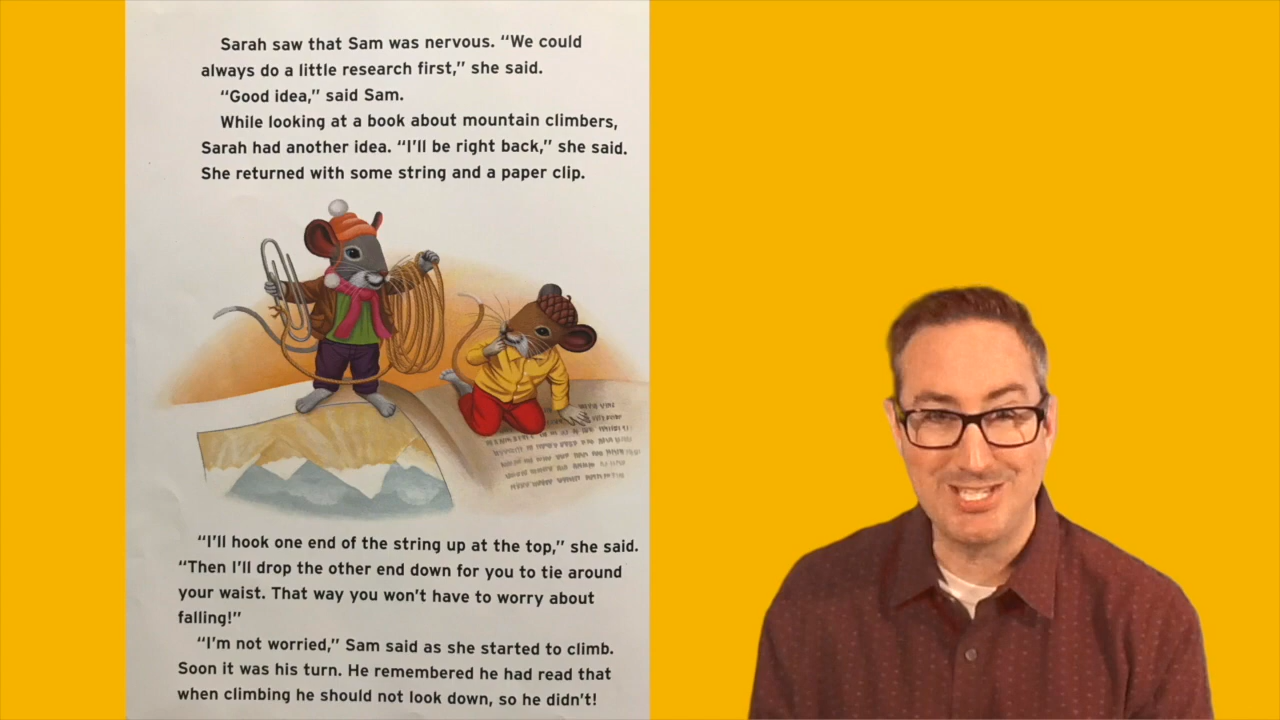 Sarah saw that Sam was nervous. “We could
always do a little research first,” she said.
“Good idea,” said Sam.
While looking at a book about mountain climbers,
Sarah had another idea. “I’ll be right back,” she said.
She returned with some string and a paper clip.
“I’ll hook one end of the string up at the top,” she said.
“Then I’ll drop the other end down for you to tie around
your waist. That way you won’t have to worry about
falling!”
“I’m not worried,” Sam said as she started to climb.
Soon it was his turn. He remembered he had read that
when climbing he should not look down, so he didn’t!